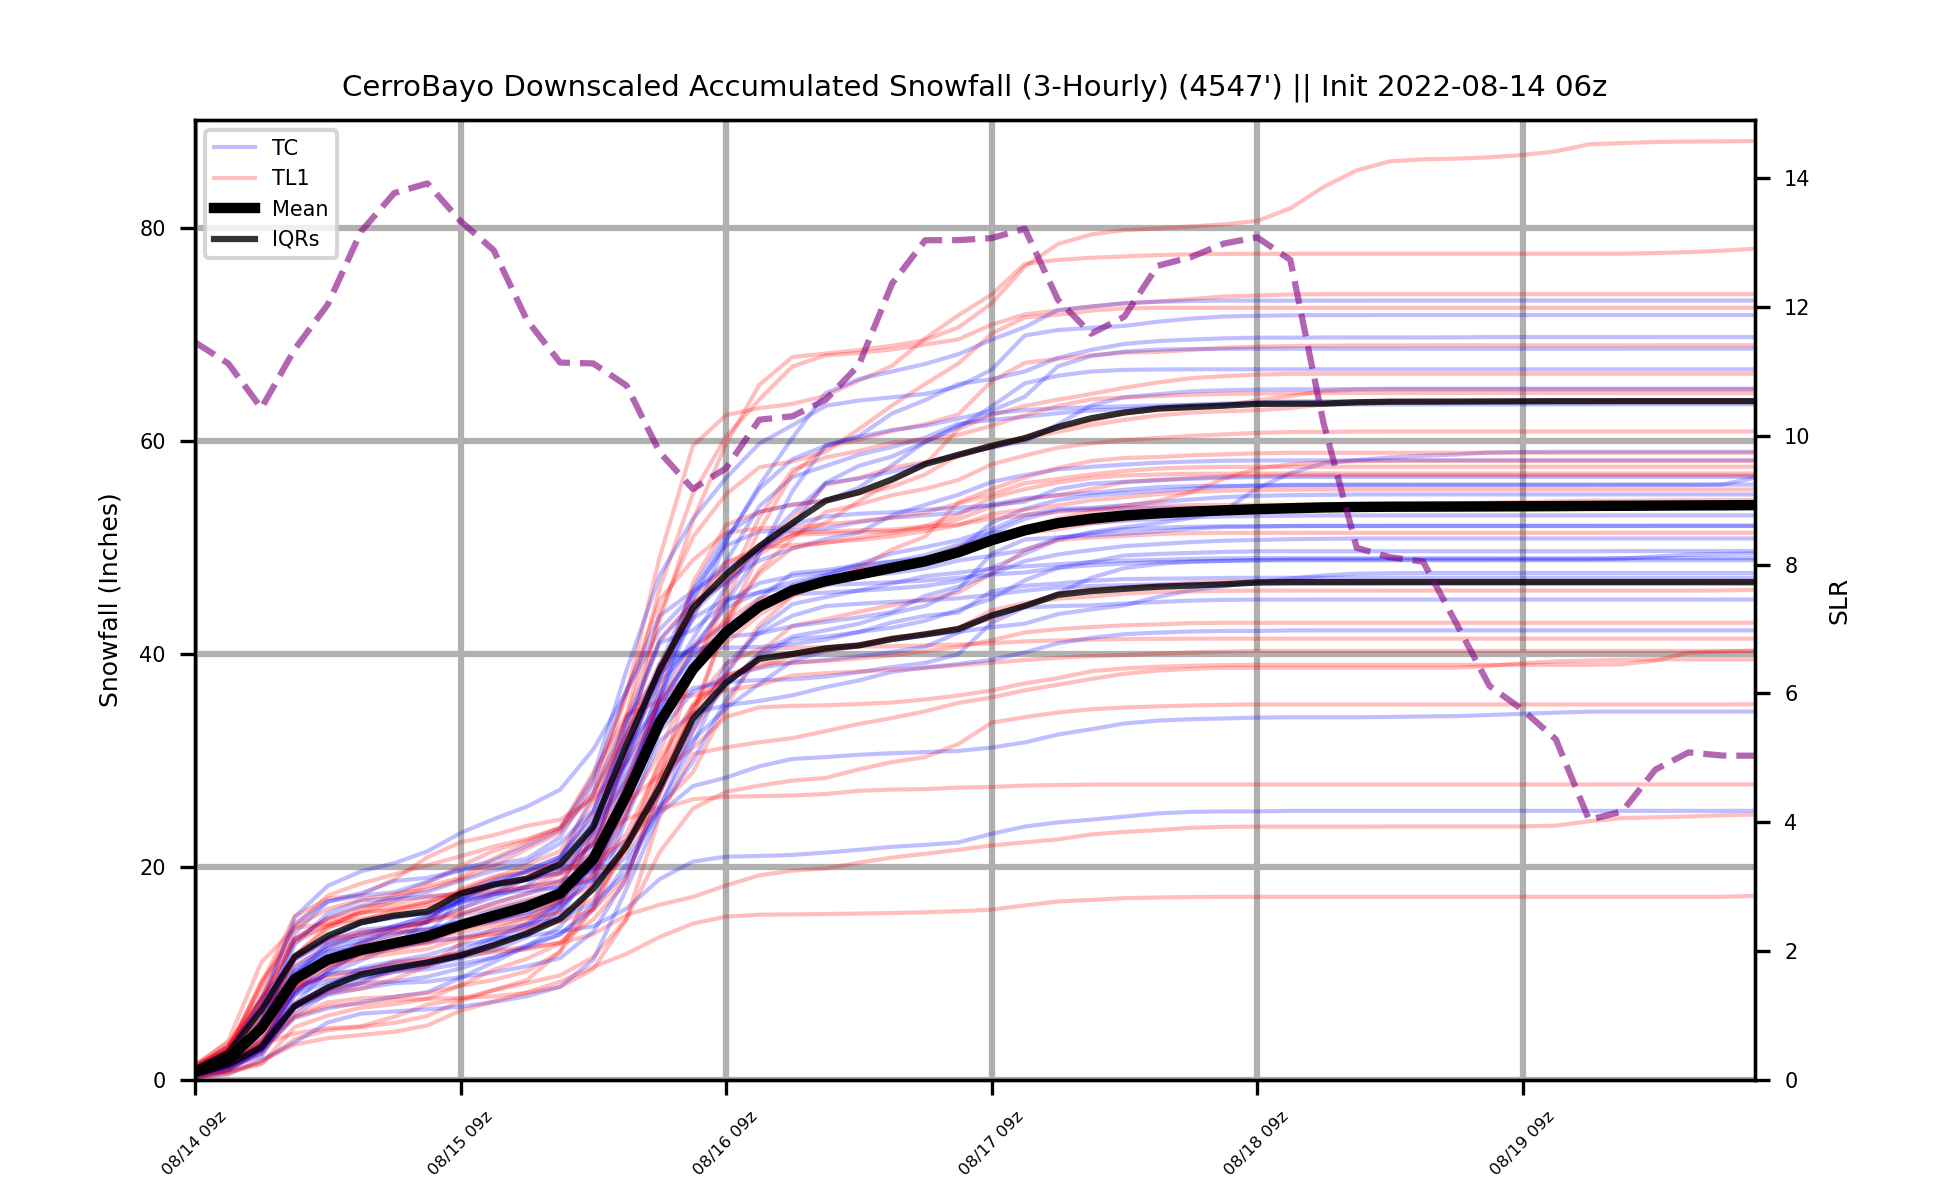 CerroBayo Downscaled Accumulated Snowfall (3-Hourly) (4547') || Init 2022-08-14 06z
TC
TL1
Mean
IQRs
Snowfall (Inches)
80
60
40
20
0
SLR
14
12
10
8
6
4
2
0
08/14 09z
08/15 09z
08/16 09z
08/17 09z
08/18 09z
08/19 09z